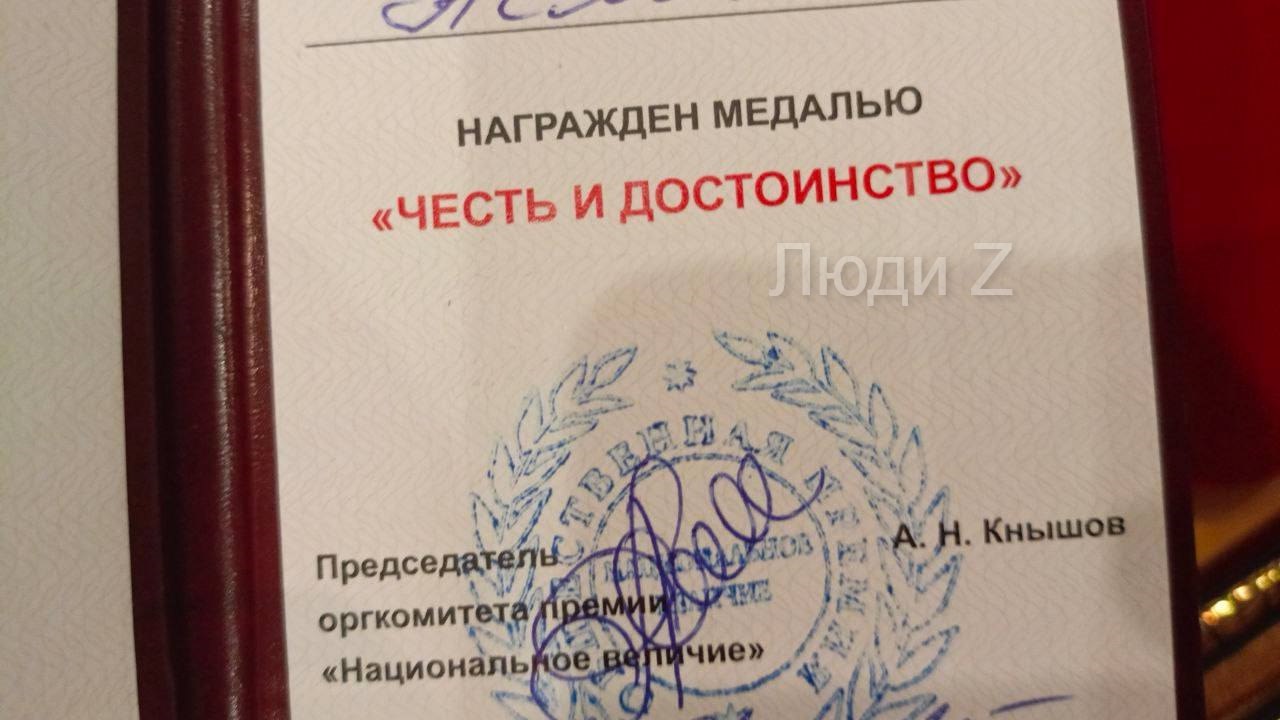 НАГРАЖДЕН МЕДАЛЬЮ
«ЧЕСТЬ И ДОСТОИНСТВО»
Люди Z
Председатель
оргкомитета премии
«Национальное величие»
А. Н. Кнышов